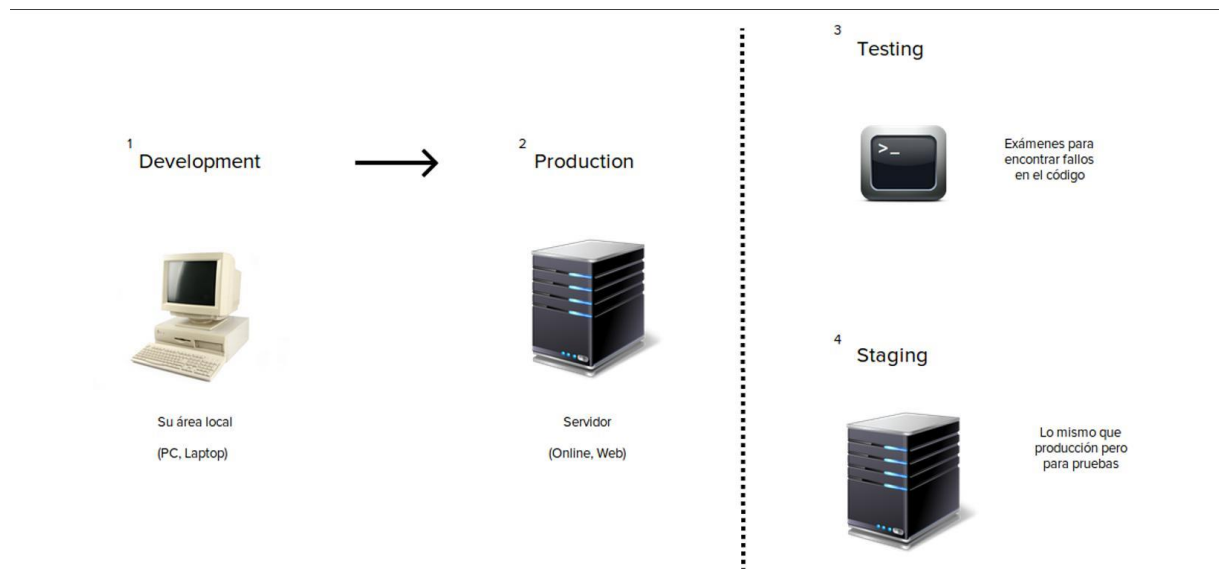 1
Development
Su área local
(PC, Laptop)
2
Production
Servidor
(Online, Web)
3
Testing
>_
Exámenes para
encontrar fallos
en el código
4
Staging
Lo mismo que
producción pero
para pruebas